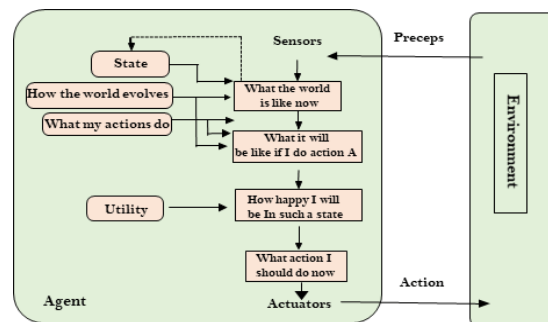 Sensors
Preceps
State
What the world
is like now
How the world evolves
What my actions do
What it will
be like if I do action A
Environment
How happy I will
be In such a state
Utility
What action I
should do now
Action
Agent
Actuators